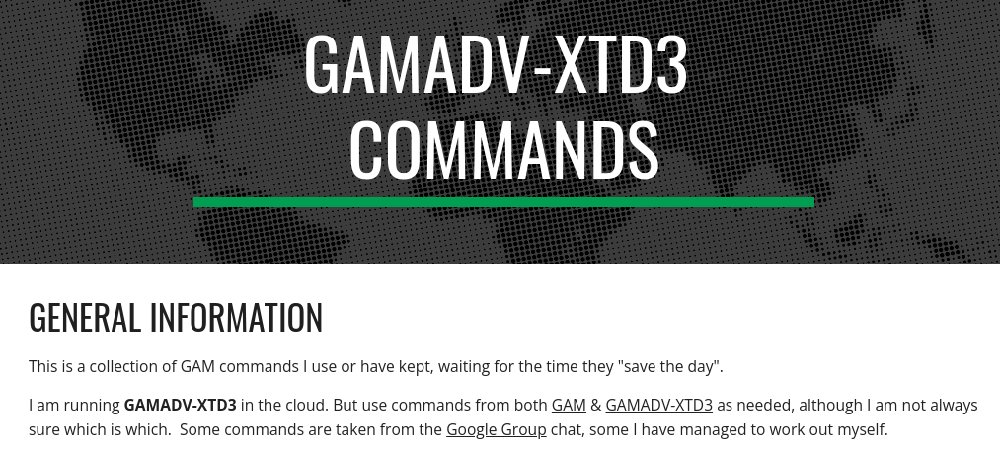 GAMADV-XTD3
COMMANDS
GENERAL INFORMATION
This is a collection of GAM commands I use or have kept, waiting for the time they "save the day".
I am running GAMADV-XTD3 in the cloud. But use commands from both GAM & GAMADV-XTD3 as needed, although I am not always
sure which is which.  Some commands are taken from the Google Group chat, some I have managed to work out myself.